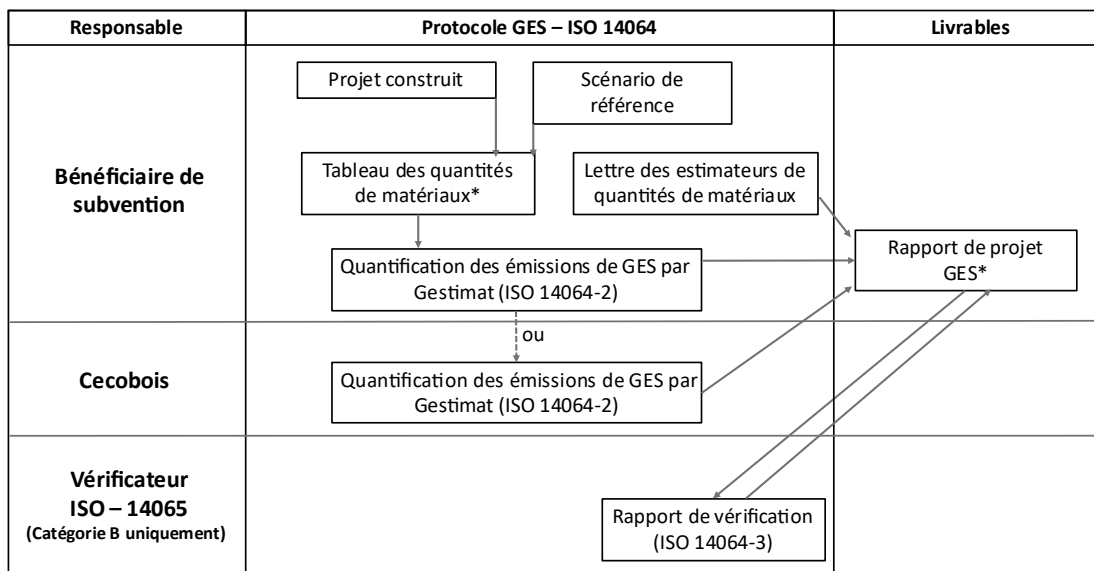 Responsable
Protocole GES – ISO 14064
Livrables
Bénéficiaire de
subvention
Projet construit
Scénario de
référence
Tableau des quantités
de matériaux*
Lettre des estimateurs de
quantités de matériaux
Quantification des émissions de GES par
Gestimat (ISO 14064-2)
Rapport de projet
GES*
ou
Cecobois
Quantification des émissions de GES par
Gestimat (ISO 14064-2)
Vérificateur
ISO – 14065
(Catégorie B uniquement)
Rapport de vérification
(ISO 14064-3)